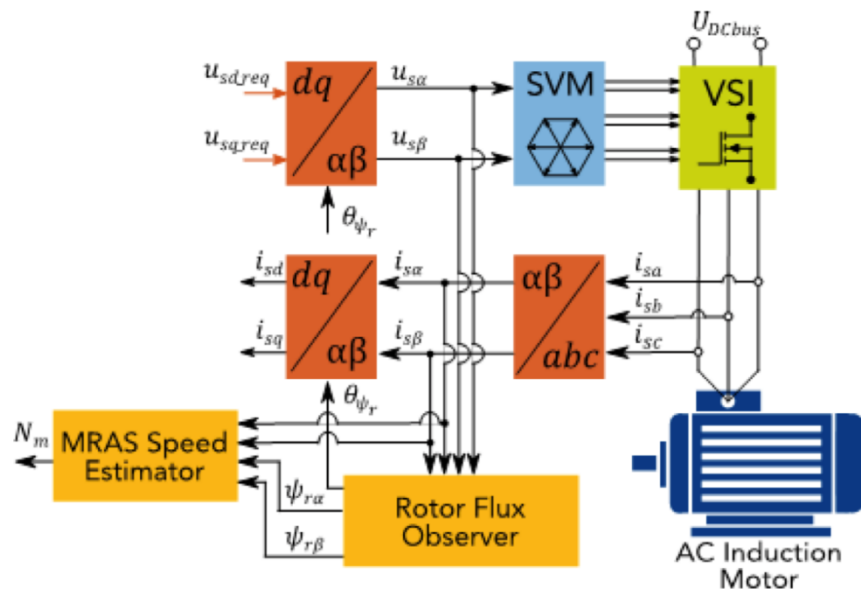 U_DCbus
u_sd_req
dq
αβ
u_sα
u_sq_req
u_sβ
SVM
VSI
θ_ψr
i_sd
dq
αβ
i_sα
αβ
abc
i_sa
i_sb
i_sq
i_sβ
i_sc
θ_ψr
N_m
MRAS Speed
Estimator
ψ_rα
ψ_rβ
Rotor Flux
Observer
AC Induction
Motor